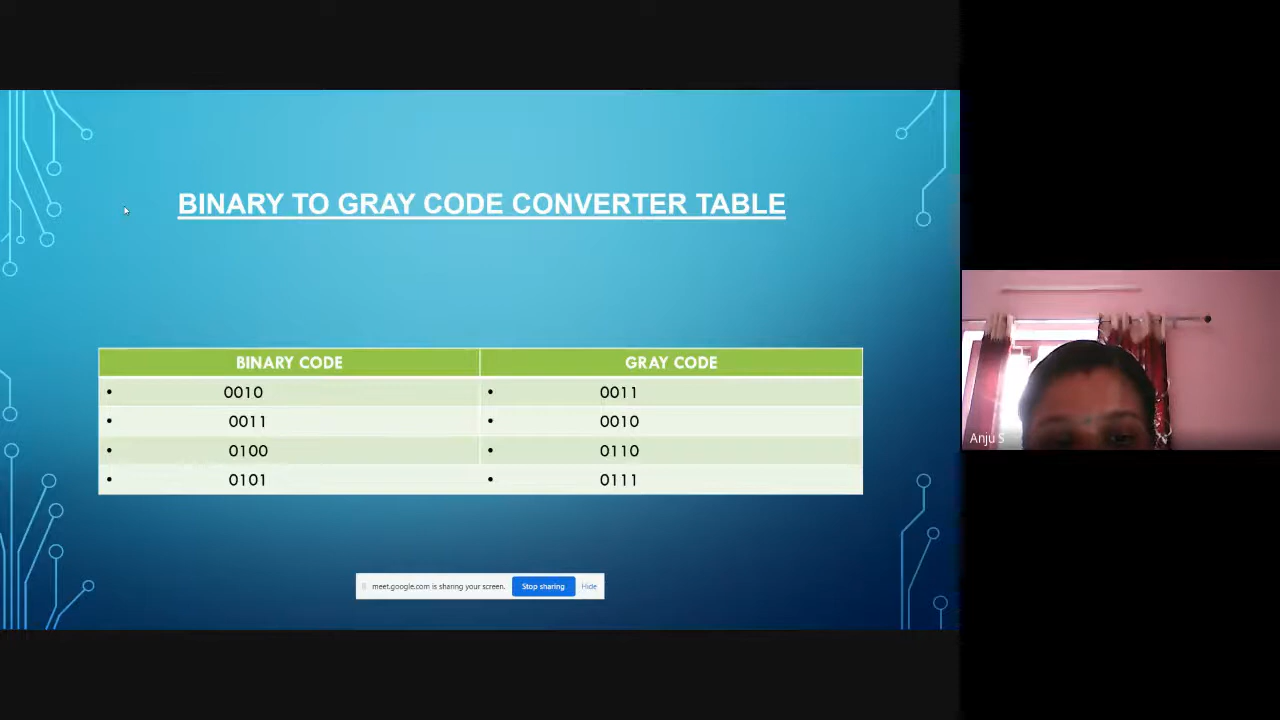 BINARY TO GRAY CODE CONVERTER TABLE
BINARY CODE GRAY CODE
• 0010 • 0011
• 0011 • 0010
• 0100 • 0110
• 0101 • 0111
meet.google.com is sharing your screen. Stop sharing Hide
Anju S